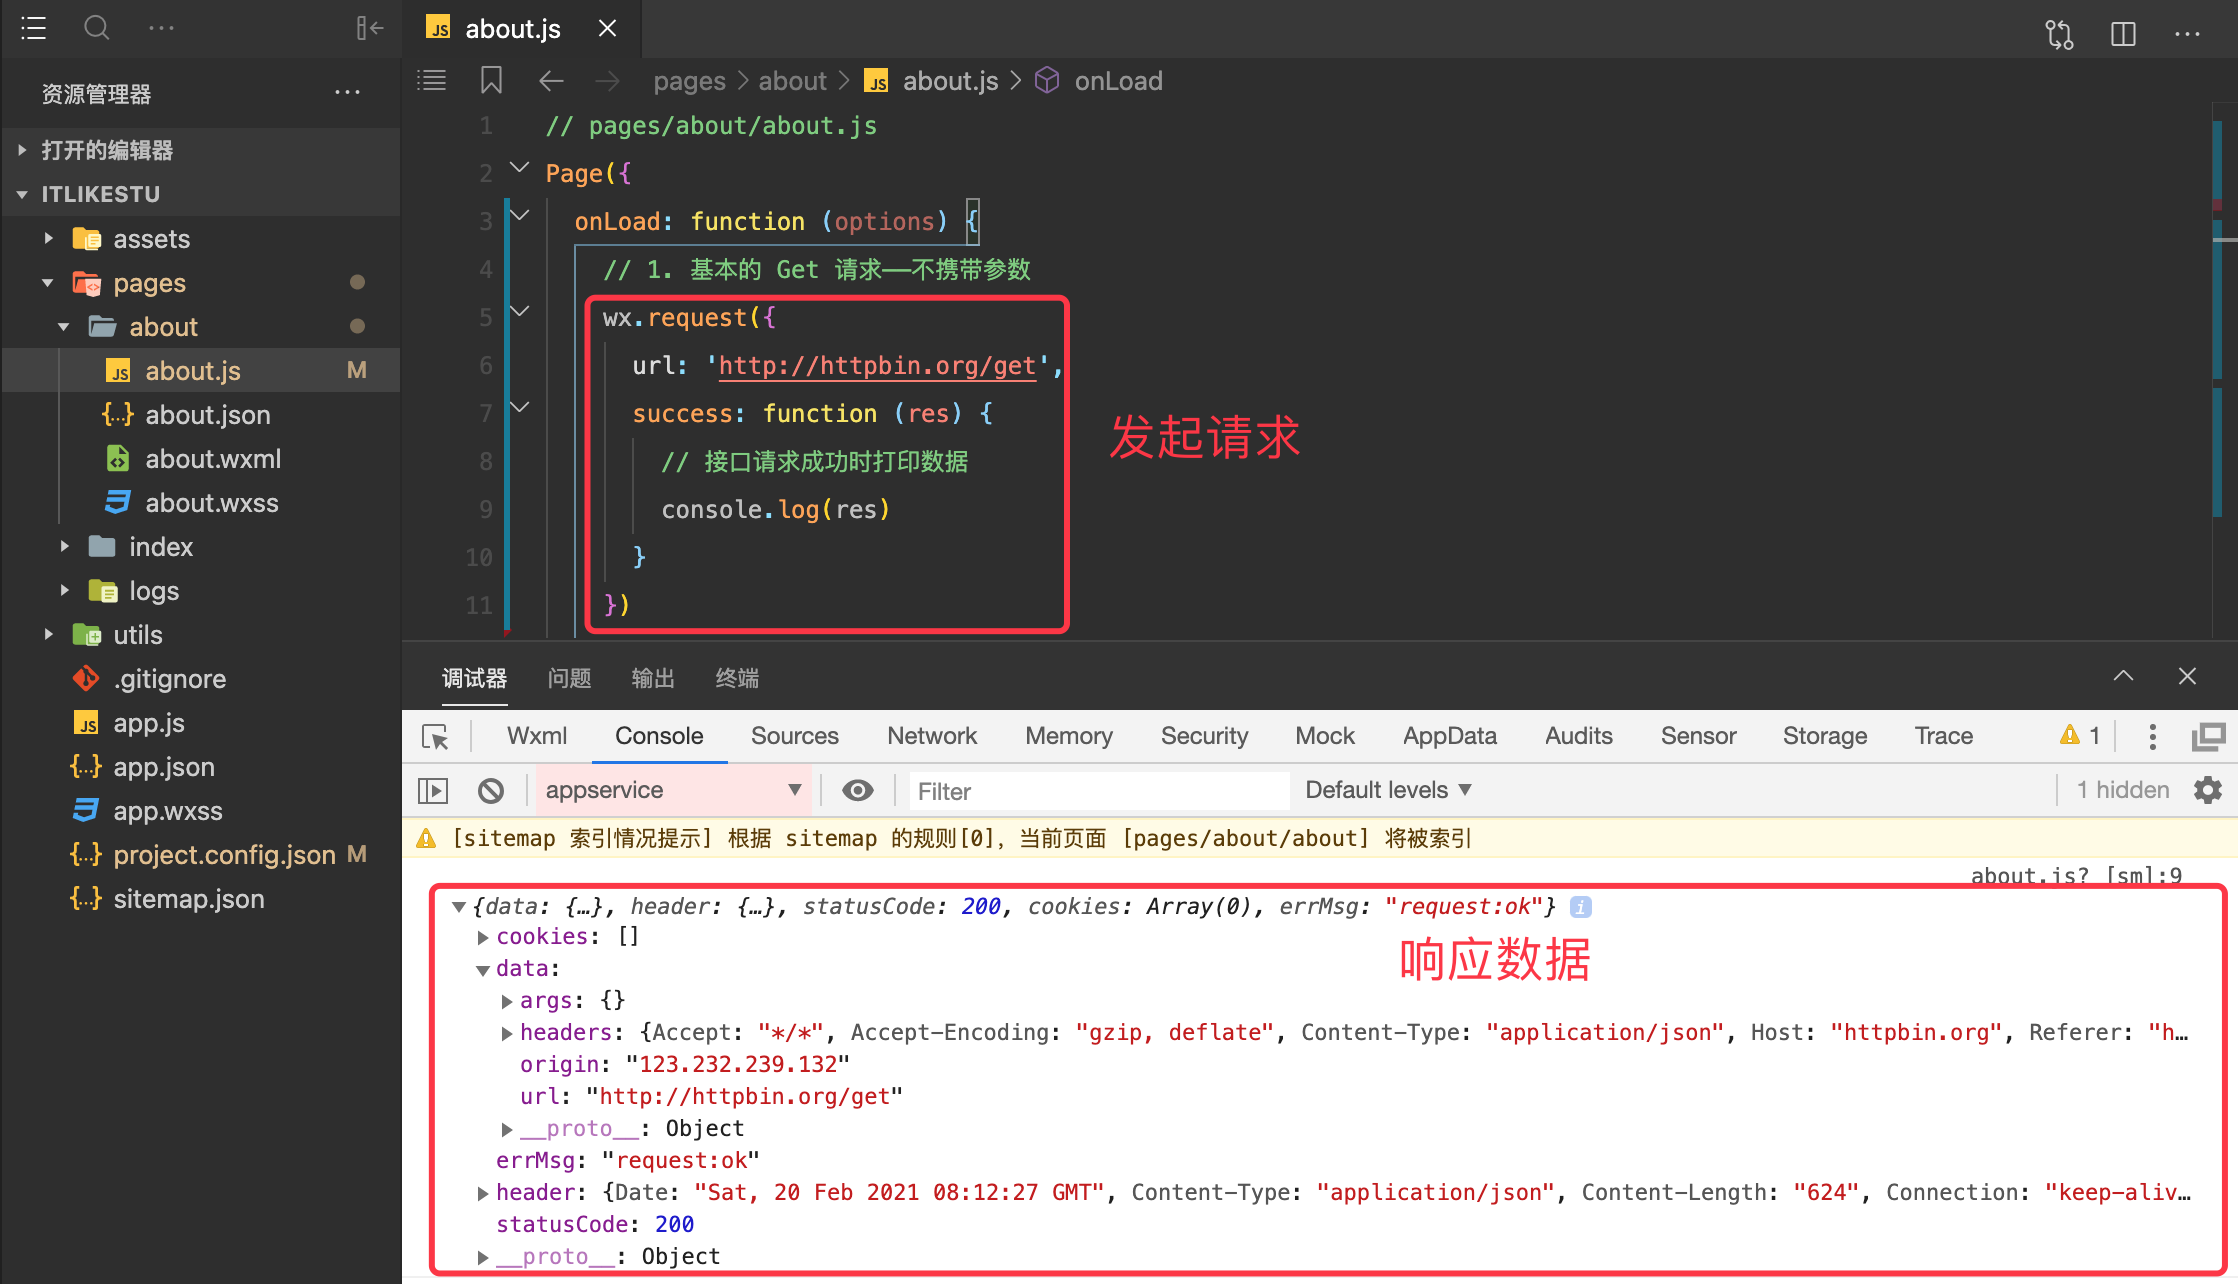 about.js
资源管理器
pages > about > about.js > onLoad
打开的编辑器
ITLIKESTU
assets
pages
about
about.js M
about.json
about.wxml
about.wxss
index
logs
utils
.gitignore
app.js
app.json
app.wxss
project.config.json M
sitemap.json
1 // pages/about/about.js
2 Page({
3 onLoad: function (options) {
4 // 1. 基本的 Get 请求——不携带参数
5 wx.request({
6 url: 'http://httpbin.org/get',
7 success: function (res) {
8 // 接口请求成功时打印数据
9 console.log(res)
10 }
11 })
发起请求
调试器 问题 输出 终端
Wxml Console Sources Network Memory Security Mock AppData Audits Sensor Storage Trace 1
appservice Filter Default levels 1 hidden
[sitemap 索引情况提示] 根据 sitemap 的规则[0]，当前页面 [pages/about/about] 将被索引
about.js? [sm]:9
{data: {…}, header: {…}, statusCode: 200, cookies: Array(0), errMsg: "request:ok"}
cookies: []
响应数据
data:
args: {}
headers: {Accept: "*/*", Accept-Encoding: "gzip, deflate", Content-Type: "application/json", Host: "httpbin.org", Referer: "h…
origin: "123.232.239.132"
url: "http://httpbin.org/get"
__proto__: Object
errMsg: "request:ok"
header: {Date: "Sat, 20 Feb 2021 08:12:27 GMT", Content-Type: "application/json", Content-Length: "624", Connection: "keep-aliv…
statusCode: 200
__proto__: Object